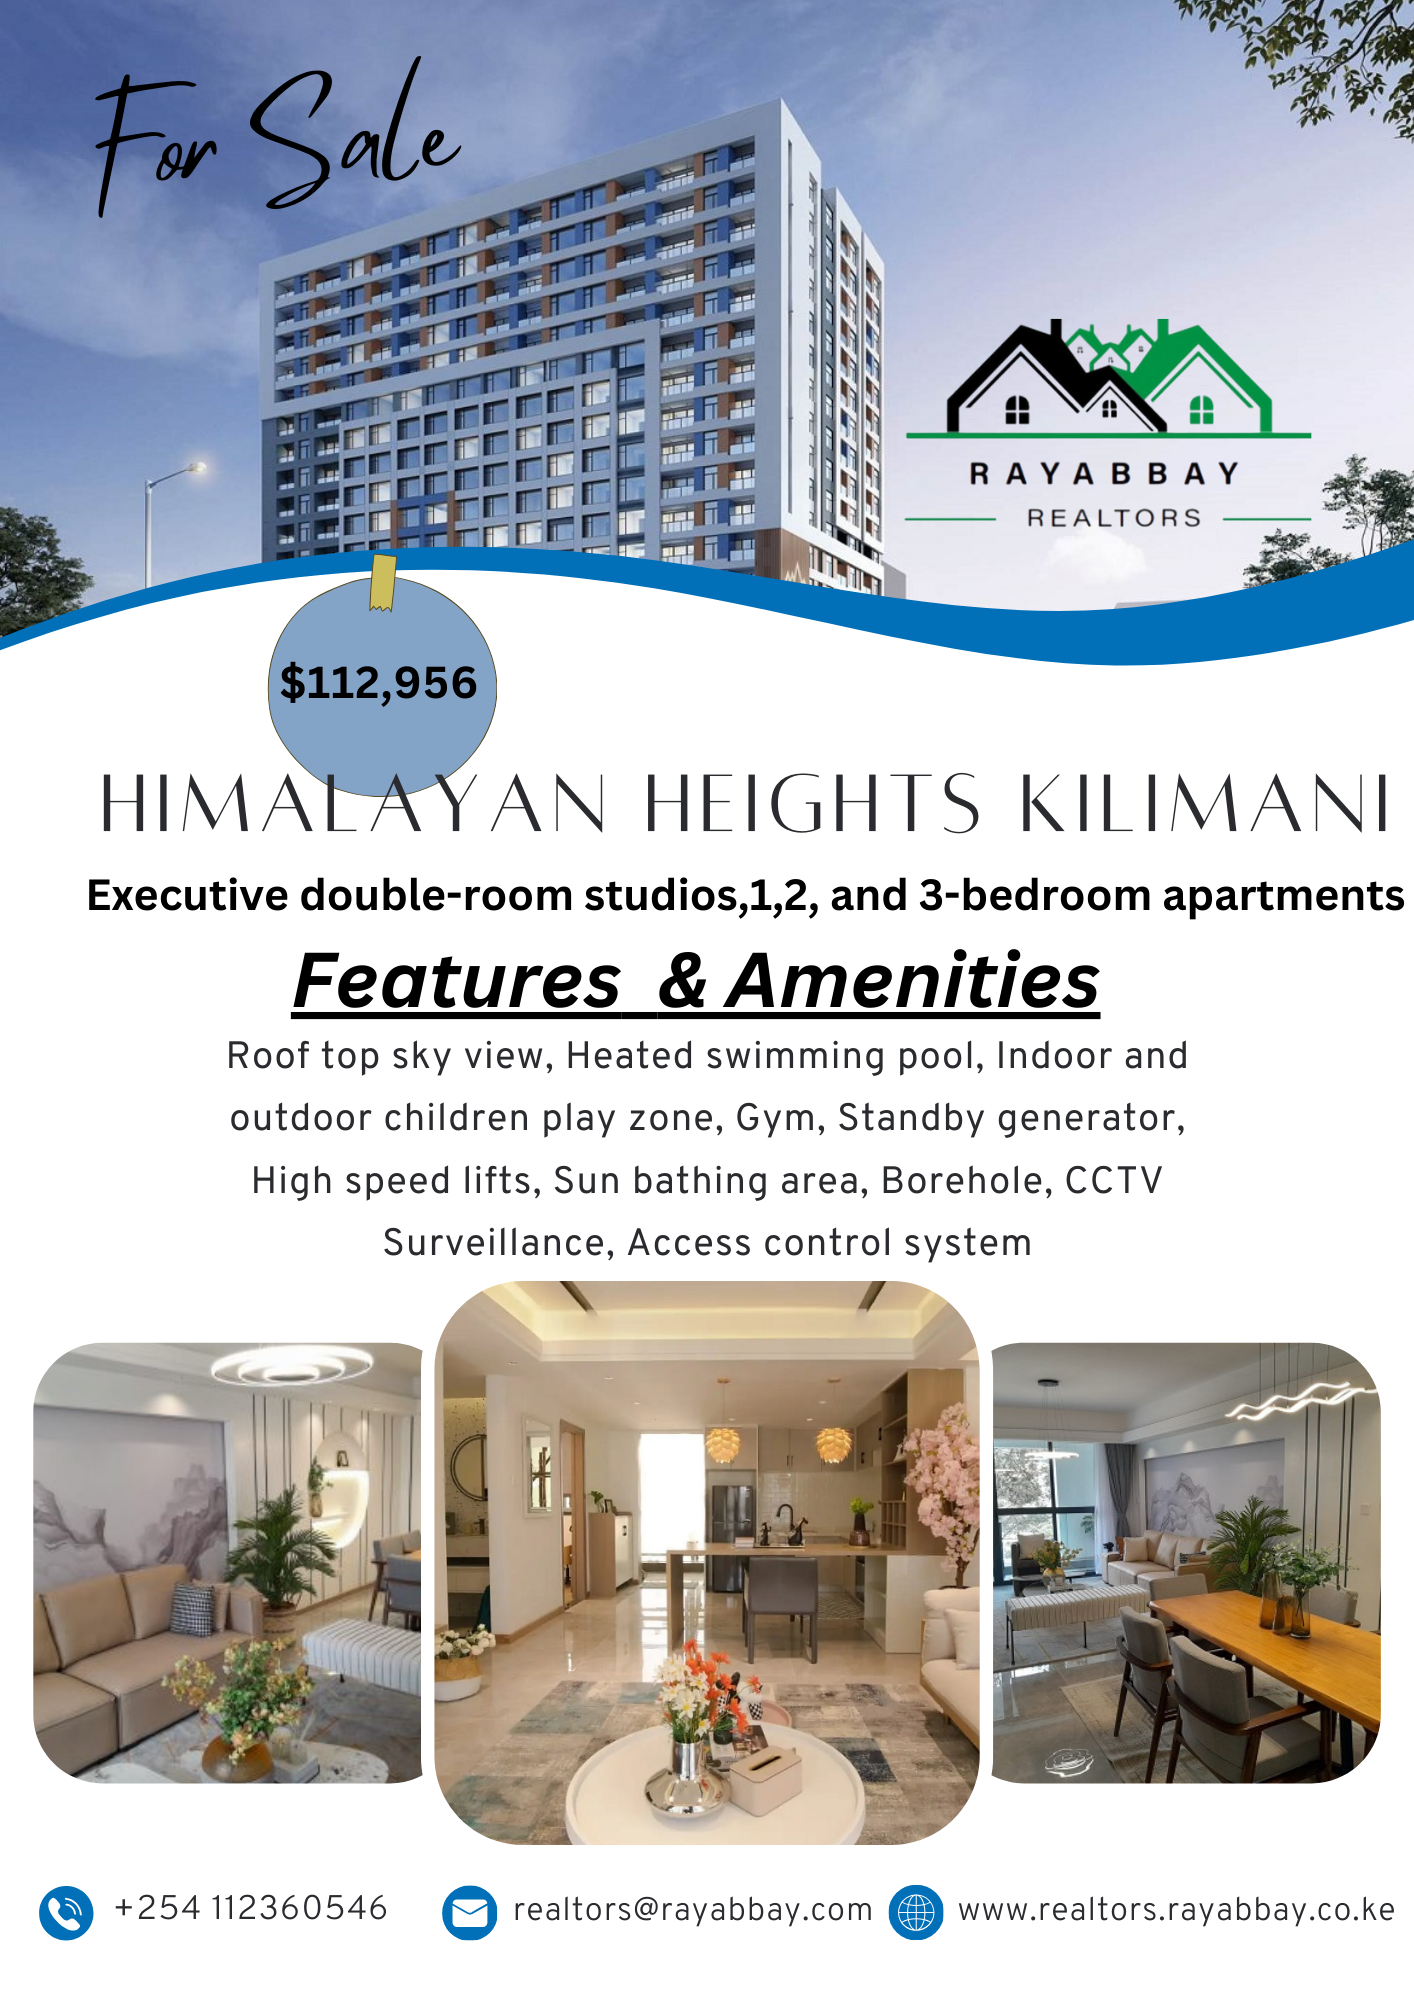 For Sale
RAYABBAY
REALTORS
$112,956
HIMALAYAN HEIGHTS KILIMANI
Executive double-room studios,1,2, and 3-bedroom apartments
Features & Amenities
Roof top sky view, Heated swimming pool, Indoor and
outdoor children play zone, Gym, Standby generator,
High speed lifts, Sun bathing area, Borehole, CCTV
Surveillance, Access control system
+254 112360546
realtors@rayabbay.com
www.realtors.rayabbay.co.ke